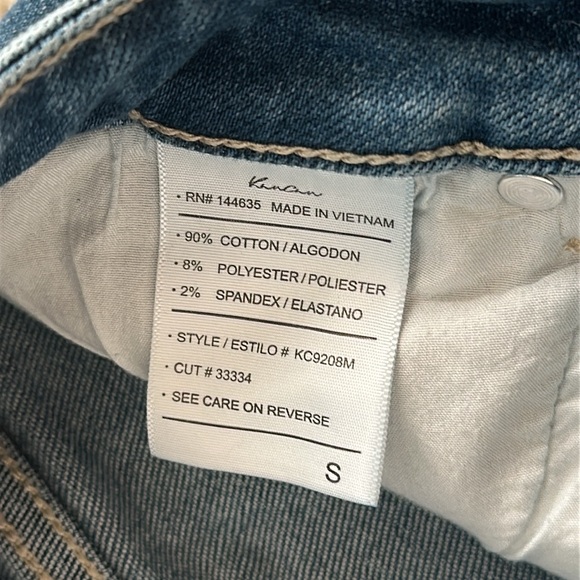 Kancan
· RN# 144635 MADE IN VIETNAM
· 90% COTTON / ALGODON
· 8% POLYESTER / POLIESTER
· 2% SPANDEX / ELASTANO
· STYLE / ESTILO # KC9208M
· CUT # 33334
· SEE CARE ON REVERSE
S